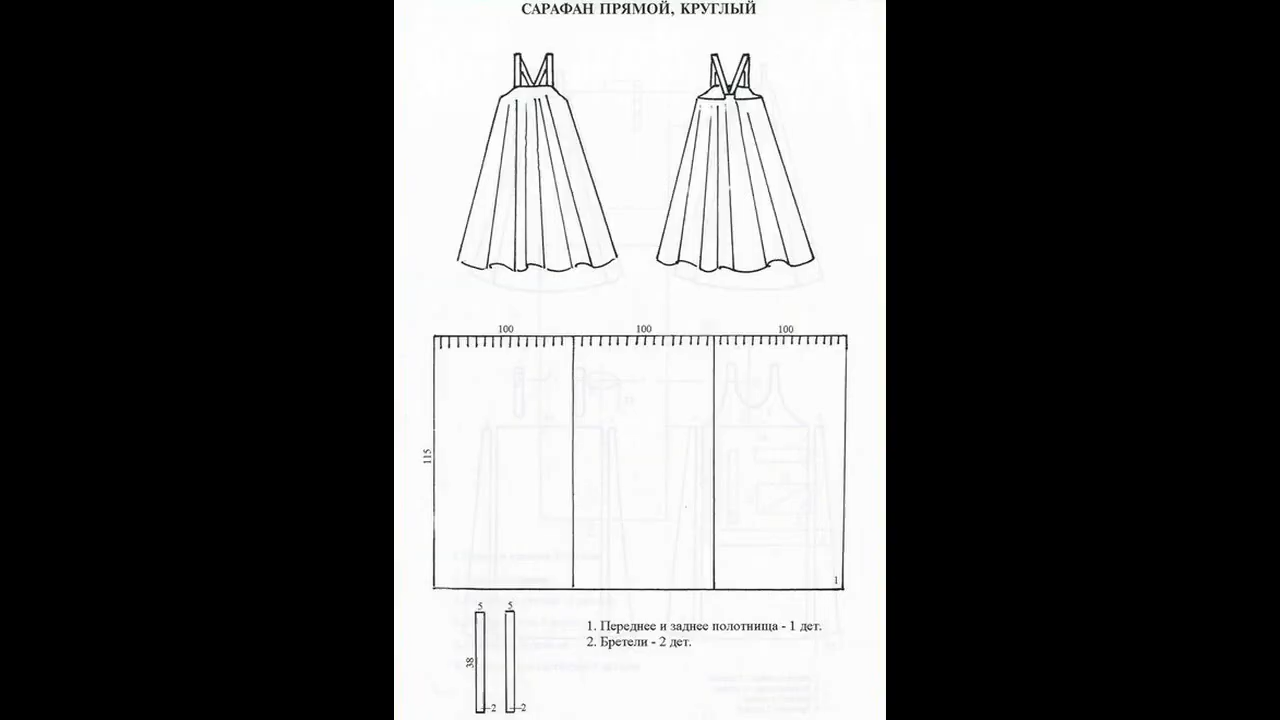 САРАФАН ПРЯМОЙ, КРУГЛЫЙ
100 100 100
115
1
5 5
38
2 2
1. Переднее и заднее полотнища - 1 дет.
2. Бретели - 2 дет.